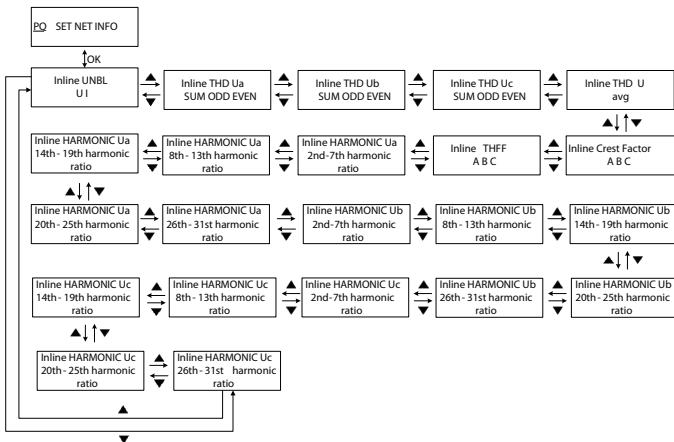 PQ SET NET INFO
OK
Inline UNBL
U I
Inline THD Ua
SUM ODD EVEN
Inline THD Ub
SUM ODD EVEN
Inline THD Uc
SUM ODD EVEN
Inline THD U
avg
Inline HARMONIC Ua
14th - 19th harmonic
ratio
Inline HARMONIC Ua
8th - 13th harmonic
ratio
Inline HARMONIC Ua
2nd-7th harmonic
ratio
Inline THFF
A B C
Inline Crest Factor
A B C
Inline HARMONIC Ua
20th - 25th harmonic
ratio
Inline HARMONIC Ua
26th - 31st harmonic
ratio
Inline HARMONIC Ub
2nd-7th harmonic
ratio
Inline HARMONIC Ub
8th - 13th harmonic
ratio
Inline HARMONIC Ub
14th - 19th harmonic
ratio
Inline HARMONIC Uc
14th - 19th harmonic
ratio
Inline HARMONIC Uc
8th - 13th harmonic
ratio
Inline HARMONIC Uc
2nd-7th harmonic
ratio
Inline HARMONIC Ub
26th - 31st harmonic
ratio
Inline HARMONIC Ub
20th - 25th harmonic
ratio
Inline HARMONIC Uc
20th - 25th harmonic
ratio
Inline HARMONIC Uc
26th - 31st harmonic
ratio